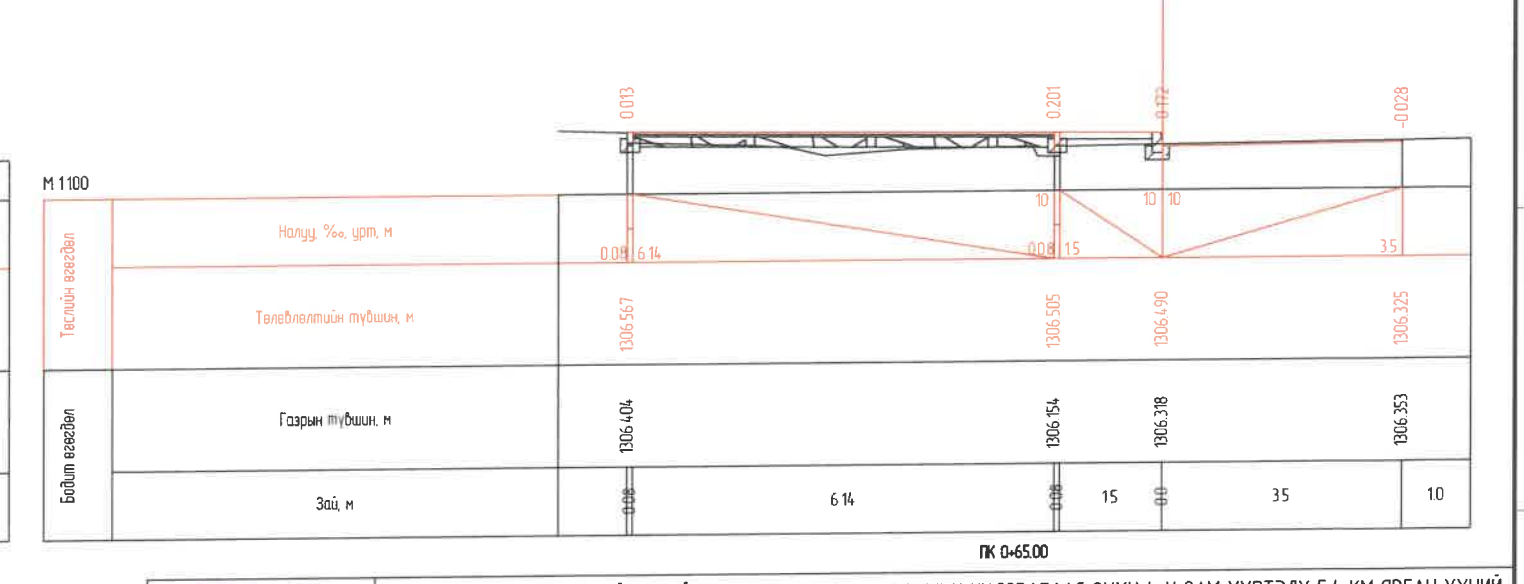 0.013 0.201 0.172 -0.028
М 1:100
Төслийн өгөгдөл
Налуу, ‰, урт, м
10 10 10
0.08 6.14 0.08 1.5 3.5
Төлөвлөлтийн түвшин, м
1306.567 1306.505 1306.490 1306.325
Бодит өгөгдөл
Газрын түвшин, м
1306.404 1306.154 1306.318 1306.353
Зай, м
0.08 6.14 0.08 1.5 0.0 3.5 1.0
ПК 0+65.00